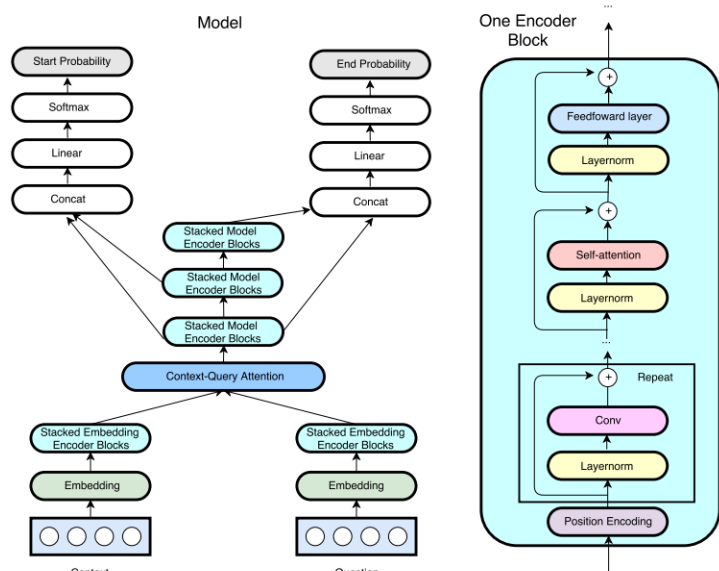 Model
One Encoder
Block
Start Probability
Softmax
Linear
Concat
End Probability
Softmax
Linear
Concat
Stacked Model
Encoder Blocks
Stacked Model
Encoder Blocks
Stacked Model
Encoder Blocks
Context-Query Attention
Stacked Embedding
Encoder Blocks
Stacked Embedding
Encoder Blocks
Embedding
Embedding
Context
Question
...
+
Feedfoward layer
Layernorm
+
Self-attention
Layernorm
...
+
Repeat
Conv
Layernorm
Position Encoding